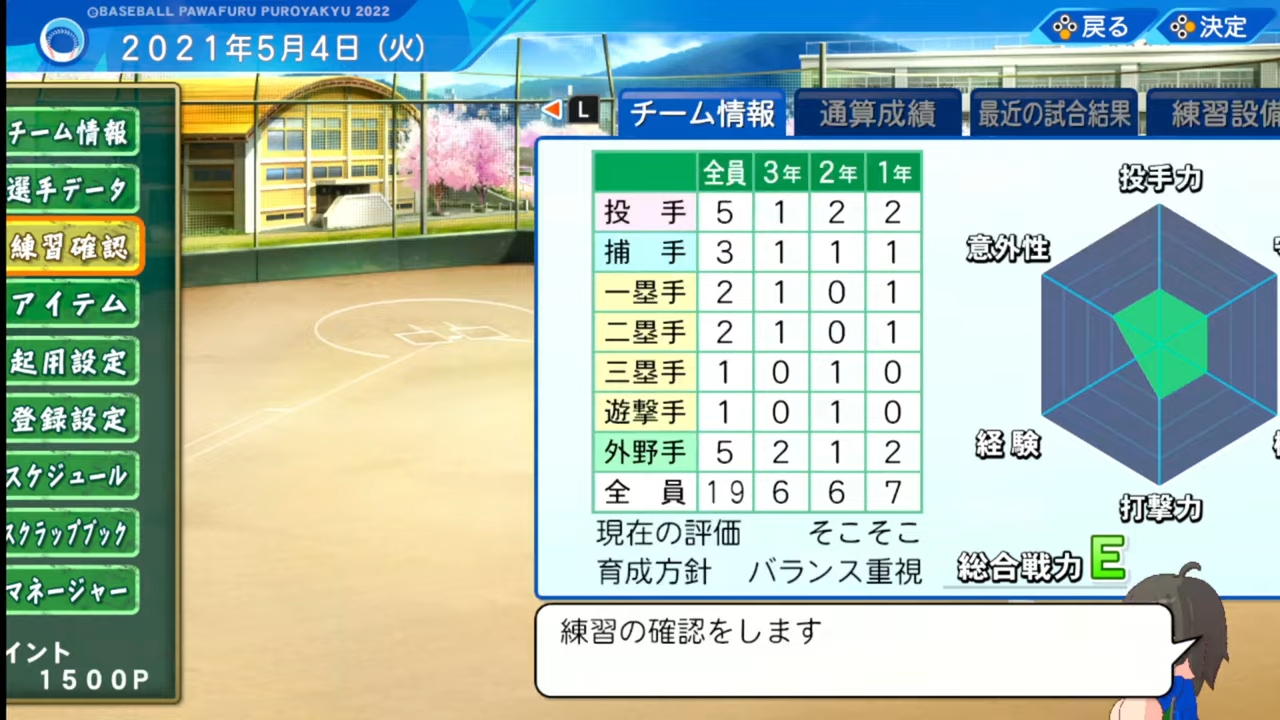 ©BASEBALL PAWAFURU PUROYAKYU 2022
2021年5月4日（火）
戻る 決定
チーム情報
選手データ
練習確認
アイテム
起用設定
登録設定
スケジュール
スクラップブック
マネージャー
イント
1500P
L チーム情報 通算成績 最近の試合結果 練習設備
全員 3年 2年 1年
投手 5 1 2 2
捕手 3 1 1 1
一塁手 2 1 0 1
二塁手 2 1 0 1
三塁手 1 0 1 0
遊撃手 1 0 1 0
外野手 5 2 1 2
全員 19 6 6 7
現在の評価 そこそこ
育成方針 バランス重視
投手力
意外性
経験
打撃力
総合戦力 E
練習の確認をします